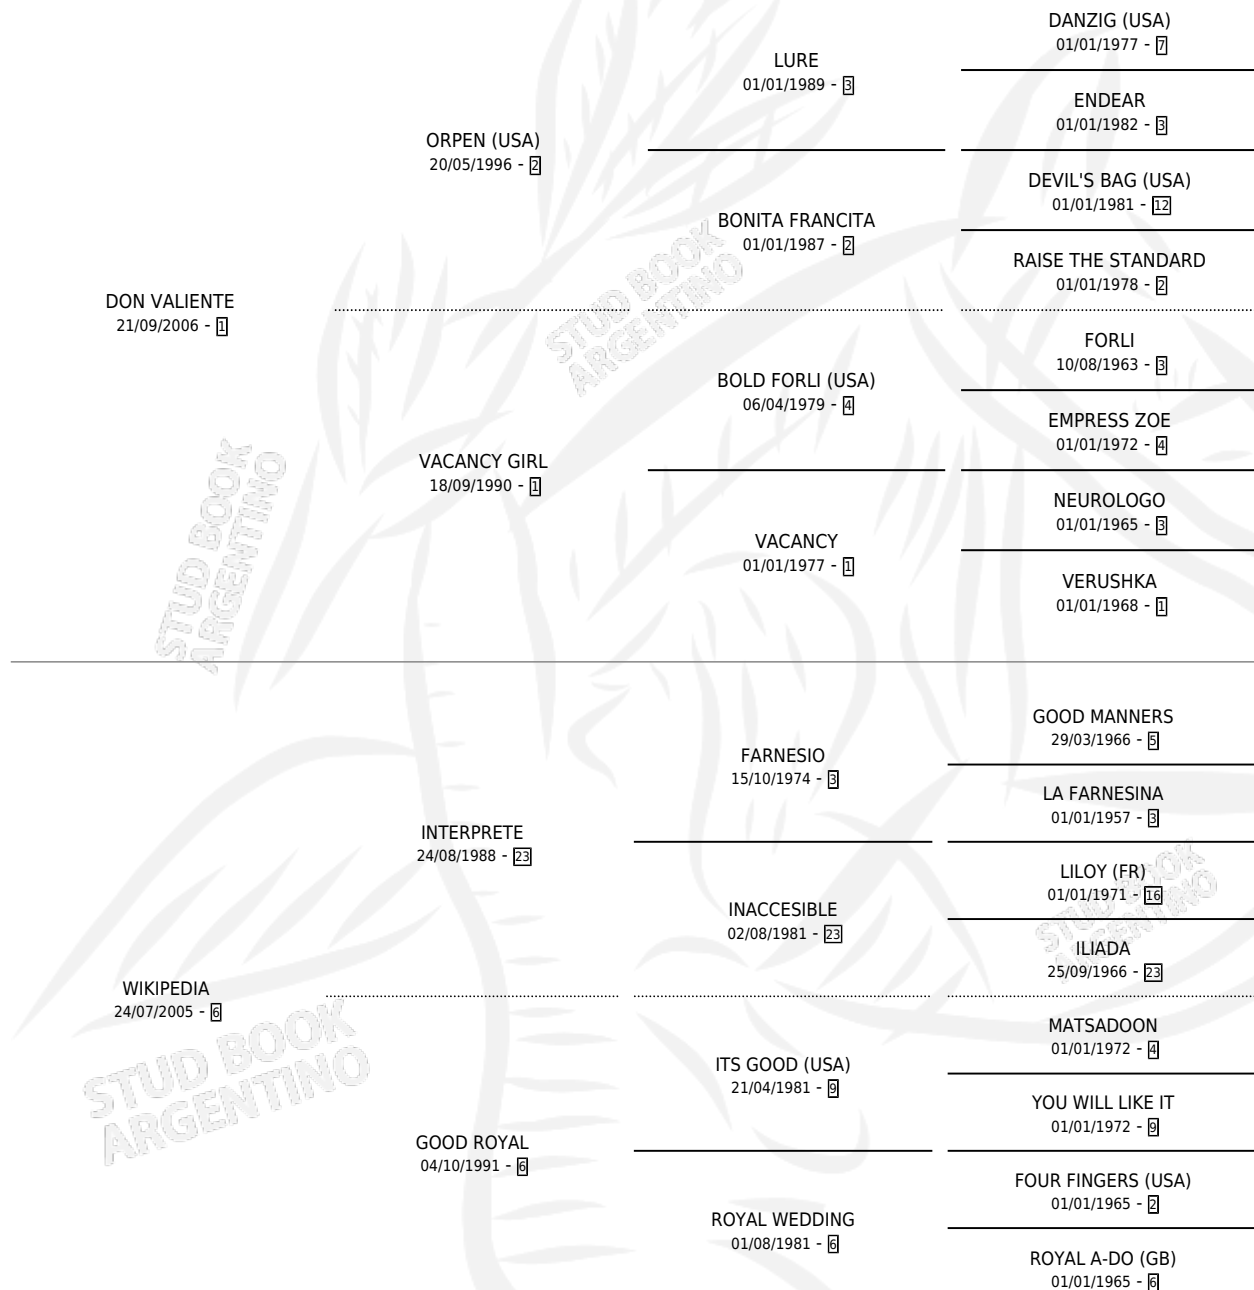 DANZIG (USA)
01/01/1977 - 7
LURE
01/01/1989 - 3
ENDEAR
01/01/1982 - 3
ORPEN (USA)
20/05/1996 - 2
DEVIL'S BAG (USA)
01/01/1981 - 12
BONITA FRANCITA
01/01/1987 - 2
RAISE THE STANDARD
01/01/1978 - 2
DON VALIENTE
21/09/2006 - 1
FORLI
10/08/1963 - 3
BOLD FORLI (USA)
06/04/1979 - 4
EMPRESS ZOE
01/01/1972 - 4
VACANCY GIRL
18/09/1990 - 1
NEUROLOGO
01/01/1965 - 3
VACANCY
01/01/1977 - 1
VERUSHKA
01/01/1968 - 1
GOOD MANNERS
29/03/1966 - 5
FARNESIO
15/10/1974 - 3
LA FARNESINA
01/01/1957 - 3
INTERPRETE
24/08/1988 - 23
LILOY (FR)
01/01/1971 - 16
INACCESIBLE
02/08/1981 - 23
ILIADA
25/09/1966 - 23
WIKIPEDIA
24/07/2005 - 6
MATSADOON
01/01/1972 - 4
ITS GOOD (USA)
21/04/1981 - 9
YOU WILL LIKE IT
01/01/1972 - 9
GOOD ROYAL
04/10/1991 - 6
FOUR FINGERS (USA)
01/01/1965 - 2
ROYAL WEDDING
01/08/1981 - 6
ROYAL A-DO (GB)
01/01/1965 - 6
STUD BOOK
ARGENTINO
STUD BOOK
ARGENTINO
STUD BOOK
ARGENTINO
STUD BOOK
ARGENTINO